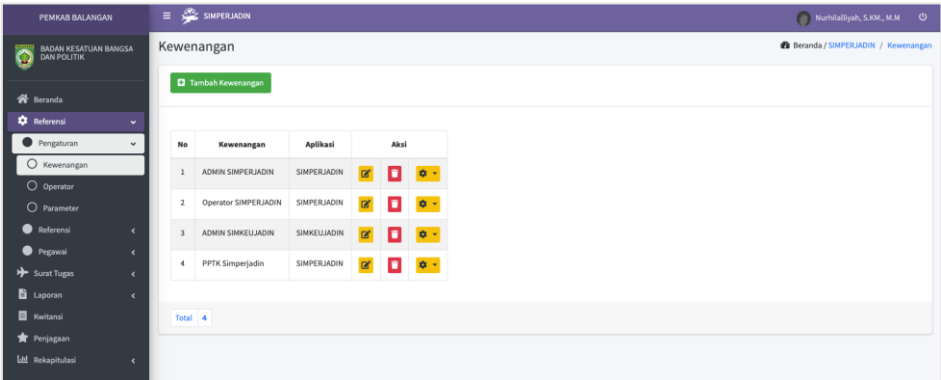 PEMKAB BALANGAN
SIMPERJADIN
Nurhilalliyah, S.KM., M.M
BADAN KESATUAN BANGSA
DAN POLITIK
Kewenangan
Beranda / SIMPERJADIN / Kewenangan
Tambah Kewenangan
Beranda
Referensi
Pengaturan
Kewenangan
Operator
Parameter
Referensi
Pegawai
Surat Tugas
Laporan
Kwitansi
Penjagaan
Rekapitulasi
No Kewenangan Aplikasi Aksi
1 ADMIN SIMPERJADIN SIMPERJADIN
2 Operator SIMPERJADIN SIMPERJADIN
3 ADMIN SIMKEUJADIN SIMKEUJADIN
4 PPTK Simperjadin SIMPERJADIN
Total 4